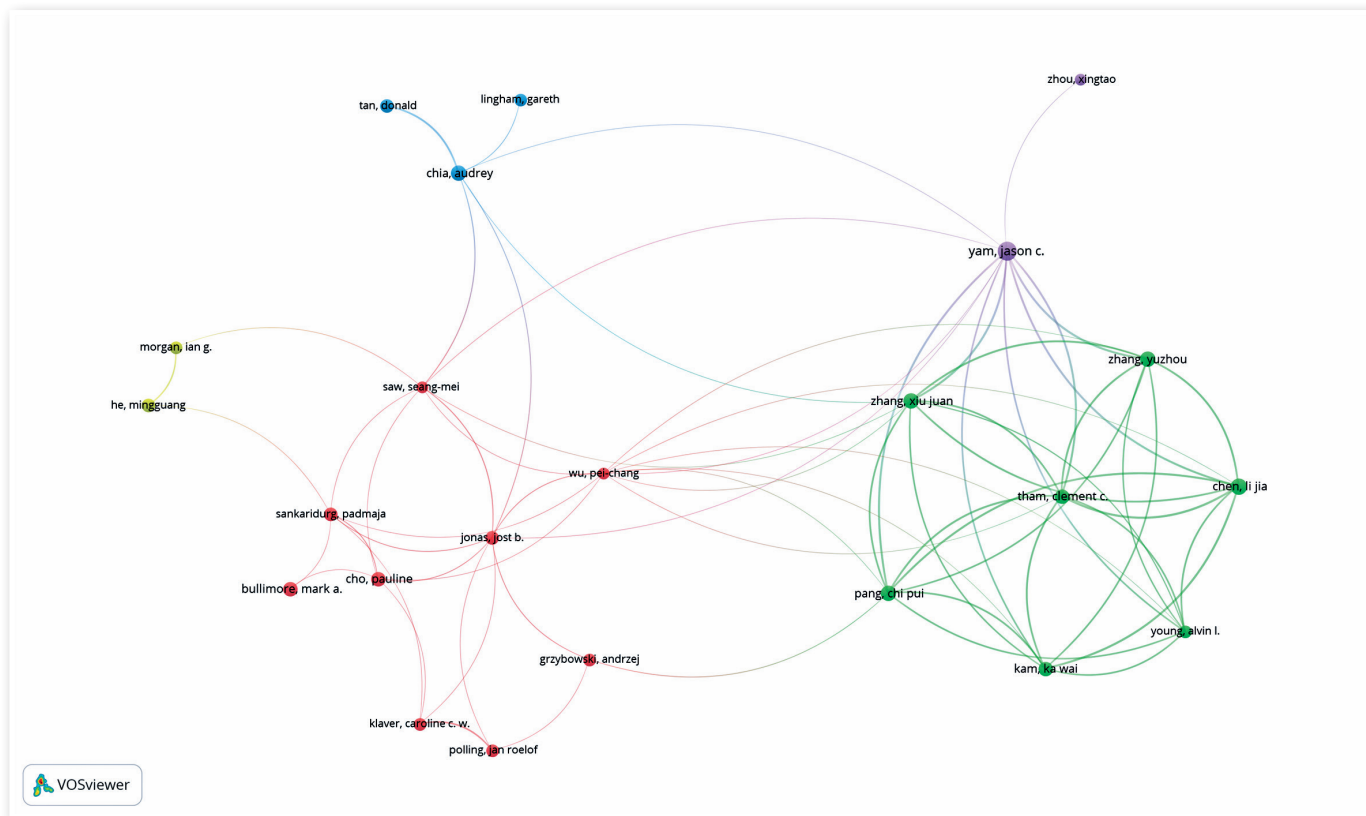 zhou, xingtao
lingham, gareth
tan, donald
chia, audrey
yam, jason c.
morgan, ian g.
zhang, yuzhou
saw, seang-mei
zhang, xiu juan
he, mingguang
wu, pei-chang
chen, li jia
tham, clement c.
sankaridurg, padmaja
jonas, jost b.
cho, pauline
bullimore, mark a.
pang, chi pui
young, alvin l.
grzybowski, andrzej
kam, ka wai
klaver, caroline c. w.
polling, jan roelof
VOSviewer